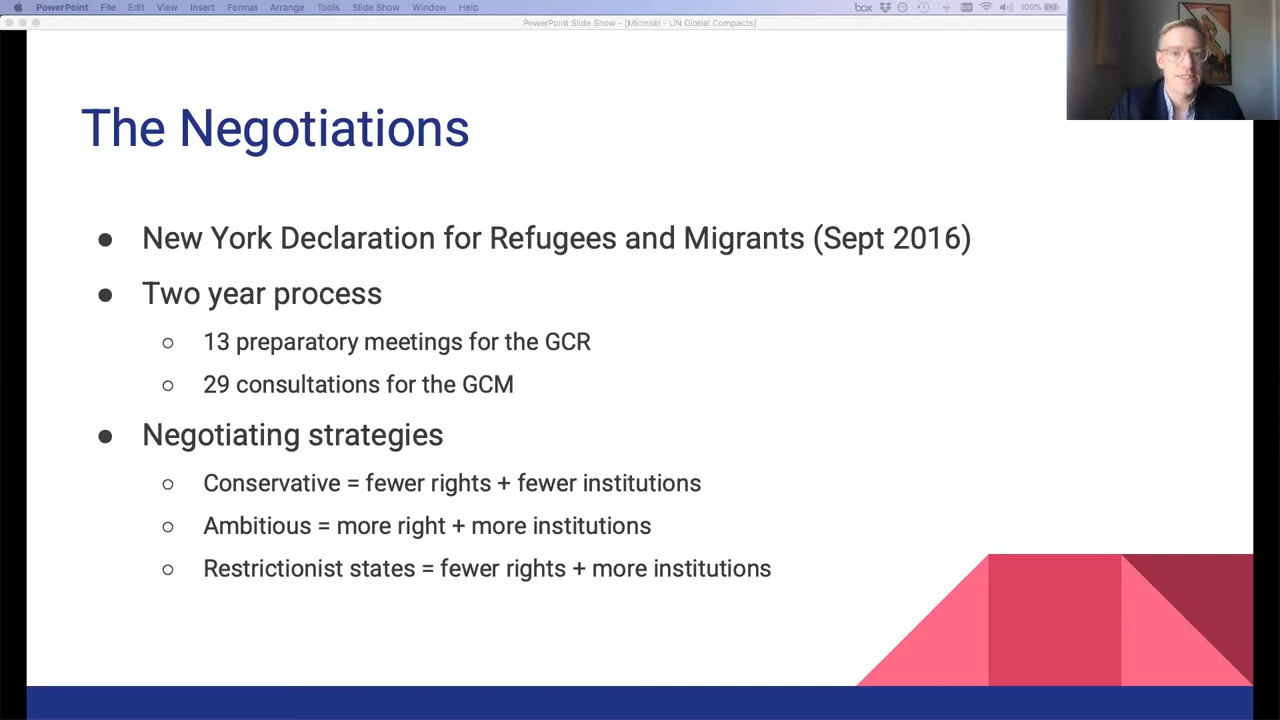 PowerPoint File Edit View Insert Format Arrange Tools Slide Show Window Help box 100%
PowerPoint Slide Show - [Micinski - UN Global Compacts]
The Negotiations
● New York Declaration for Refugees and Migrants (Sept 2016)
● Two year process
○ 13 preparatory meetings for the GCR
○ 29 consultations for the GCM
● Negotiating strategies
○ Conservative = fewer rights + fewer institutions
○ Ambitious = more right + more institutions
○ Restrictionist states = fewer rights + more institutions